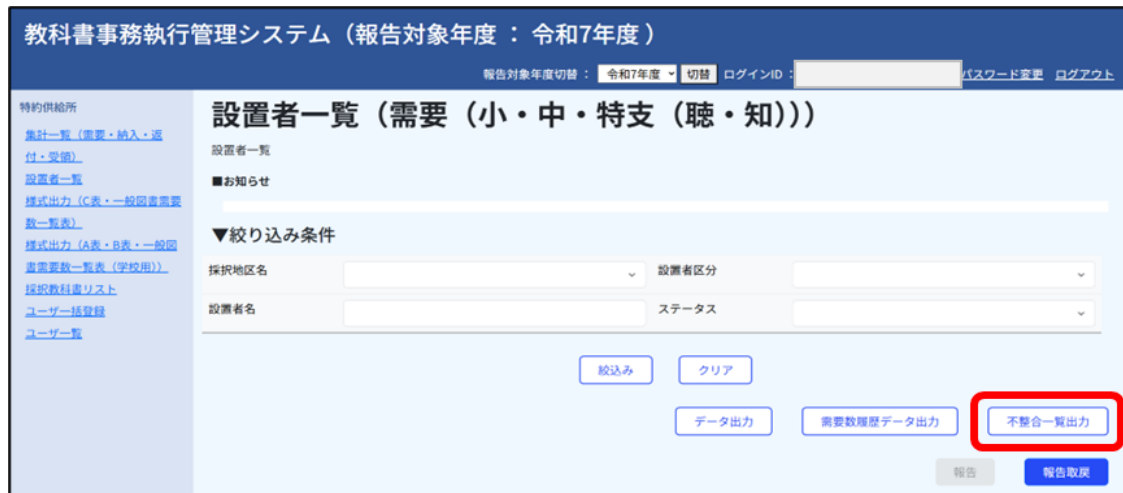 教科書事務執行管理システム（報告対象年度 ： 令和7年度 ）
報告対象年度切替： 令和7年度 切替 ログインID： パスワード変更 ログアウト
特約供給所
集計一覧（需要・納入・返
付・受領）
設置者一覧
様式出力（C表・一般図書需要
数一覧表）
様式出力（A表・B表・一般図
書需要数一覧表（学校用））
採択教科書リスト
ユーザ一括登録
ユーザ一覧
設置者一覧（需要（小・中・特支（聴・知)))
設置者一覧
■お知らせ
▼絞り込み条件
採択地区名 設置者区分
設置者名 ステータス
絞込み クリア
データ出力 需要数履歴データ出力 不整合一覧出力
報告 報告取戻